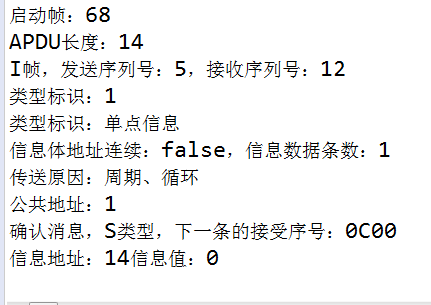 启动帧：68
APDU长度：14
I帧，发送序列号：5，接收序列号：12
类型标识：1
类型标识：单点信息
信息体地址连续：false，信息数据条数：1
传送原因：周期、循环
公共地址：1
确认消息，S类型，下一条的接受序号：0C00
信息地址：14信息值：0